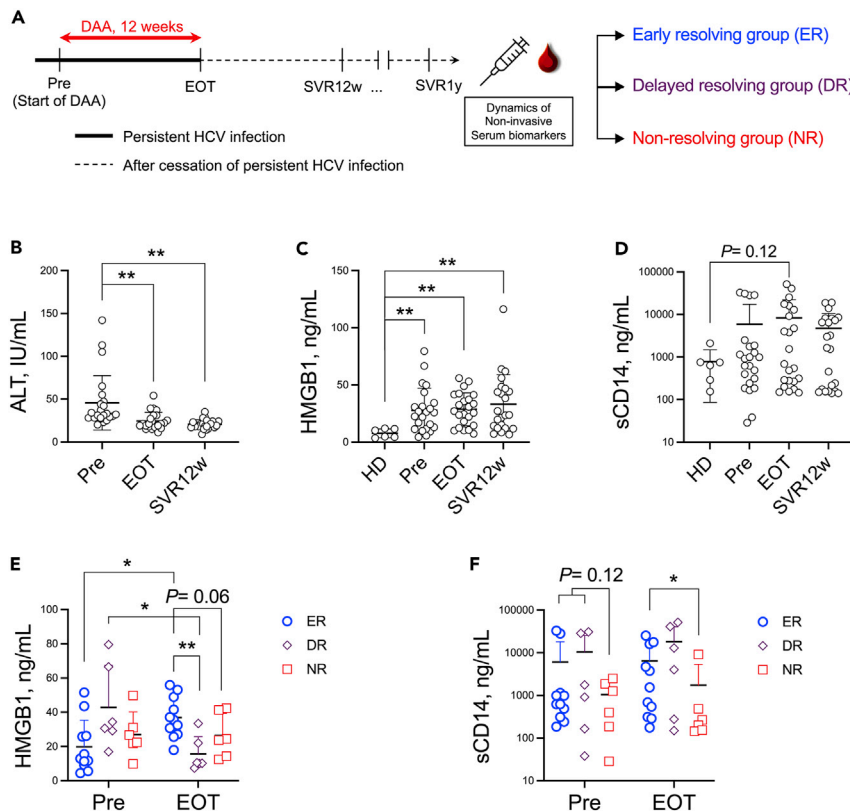 A
DAA, 12 weeks
Pre
(Start of DAA)
EOT
SVR12w
...
SVR1y
Persistent HCV infection
After cessation of persistent HCV infection
Dynamics of
Non-invasive
Serum biomarkers
Early resolving group (ER)
Delayed resolving group (DR)
Non-resolving group (NR)
B
ALT, IU/mL
200
150
100
50
0
**
**
Pre
EOT
SVR12w
C
HMGB1, ng/mL
150
100
50
0
**
**
**
HD
Pre
EOT
SVR12w
D
sCD14, ng/mL
100000
10000
1000
100
10
P= 0.12
HD
Pre
EOT
SVR12w
E
HMGB1, ng/mL
100
80
60
40
20
0
*
*
P= 0.06
**
Pre
EOT
ER
DR
NR
F
sCD14, ng/mL
100000
10000
1000
100
10
P= 0.12
*
Pre
EOT
ER
DR
NR